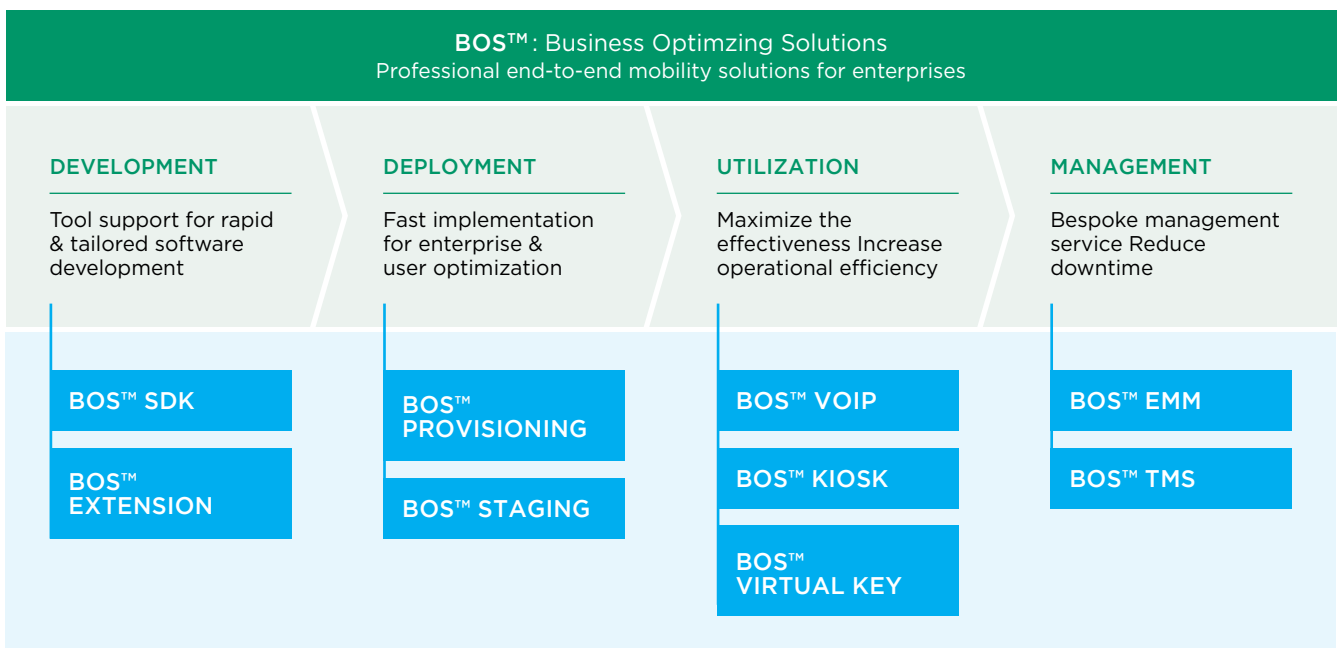 BOS™ : Business Optimzing Solutions
Professional end-to-end mobility solutions for enterprises
DEVELOPMENT
Tool support for rapid
& tailored software
development
BOS™ SDK
BOS™
EXTENSION
DEPLOYMENT
Fast implementation
for enterprise &
user optimization
BOS™
PROVISIONING
BOS™ STAGING
UTILIZATION
Maximize the
effectiveness Increase
operational efficiency
BOS™ VOIP
BOS™ KIOSK
BOS™
VIRTUAL KEY
MANAGEMENT
Bespoke management
service Reduce
downtime
BOS™ EMM
BOS™ TMS